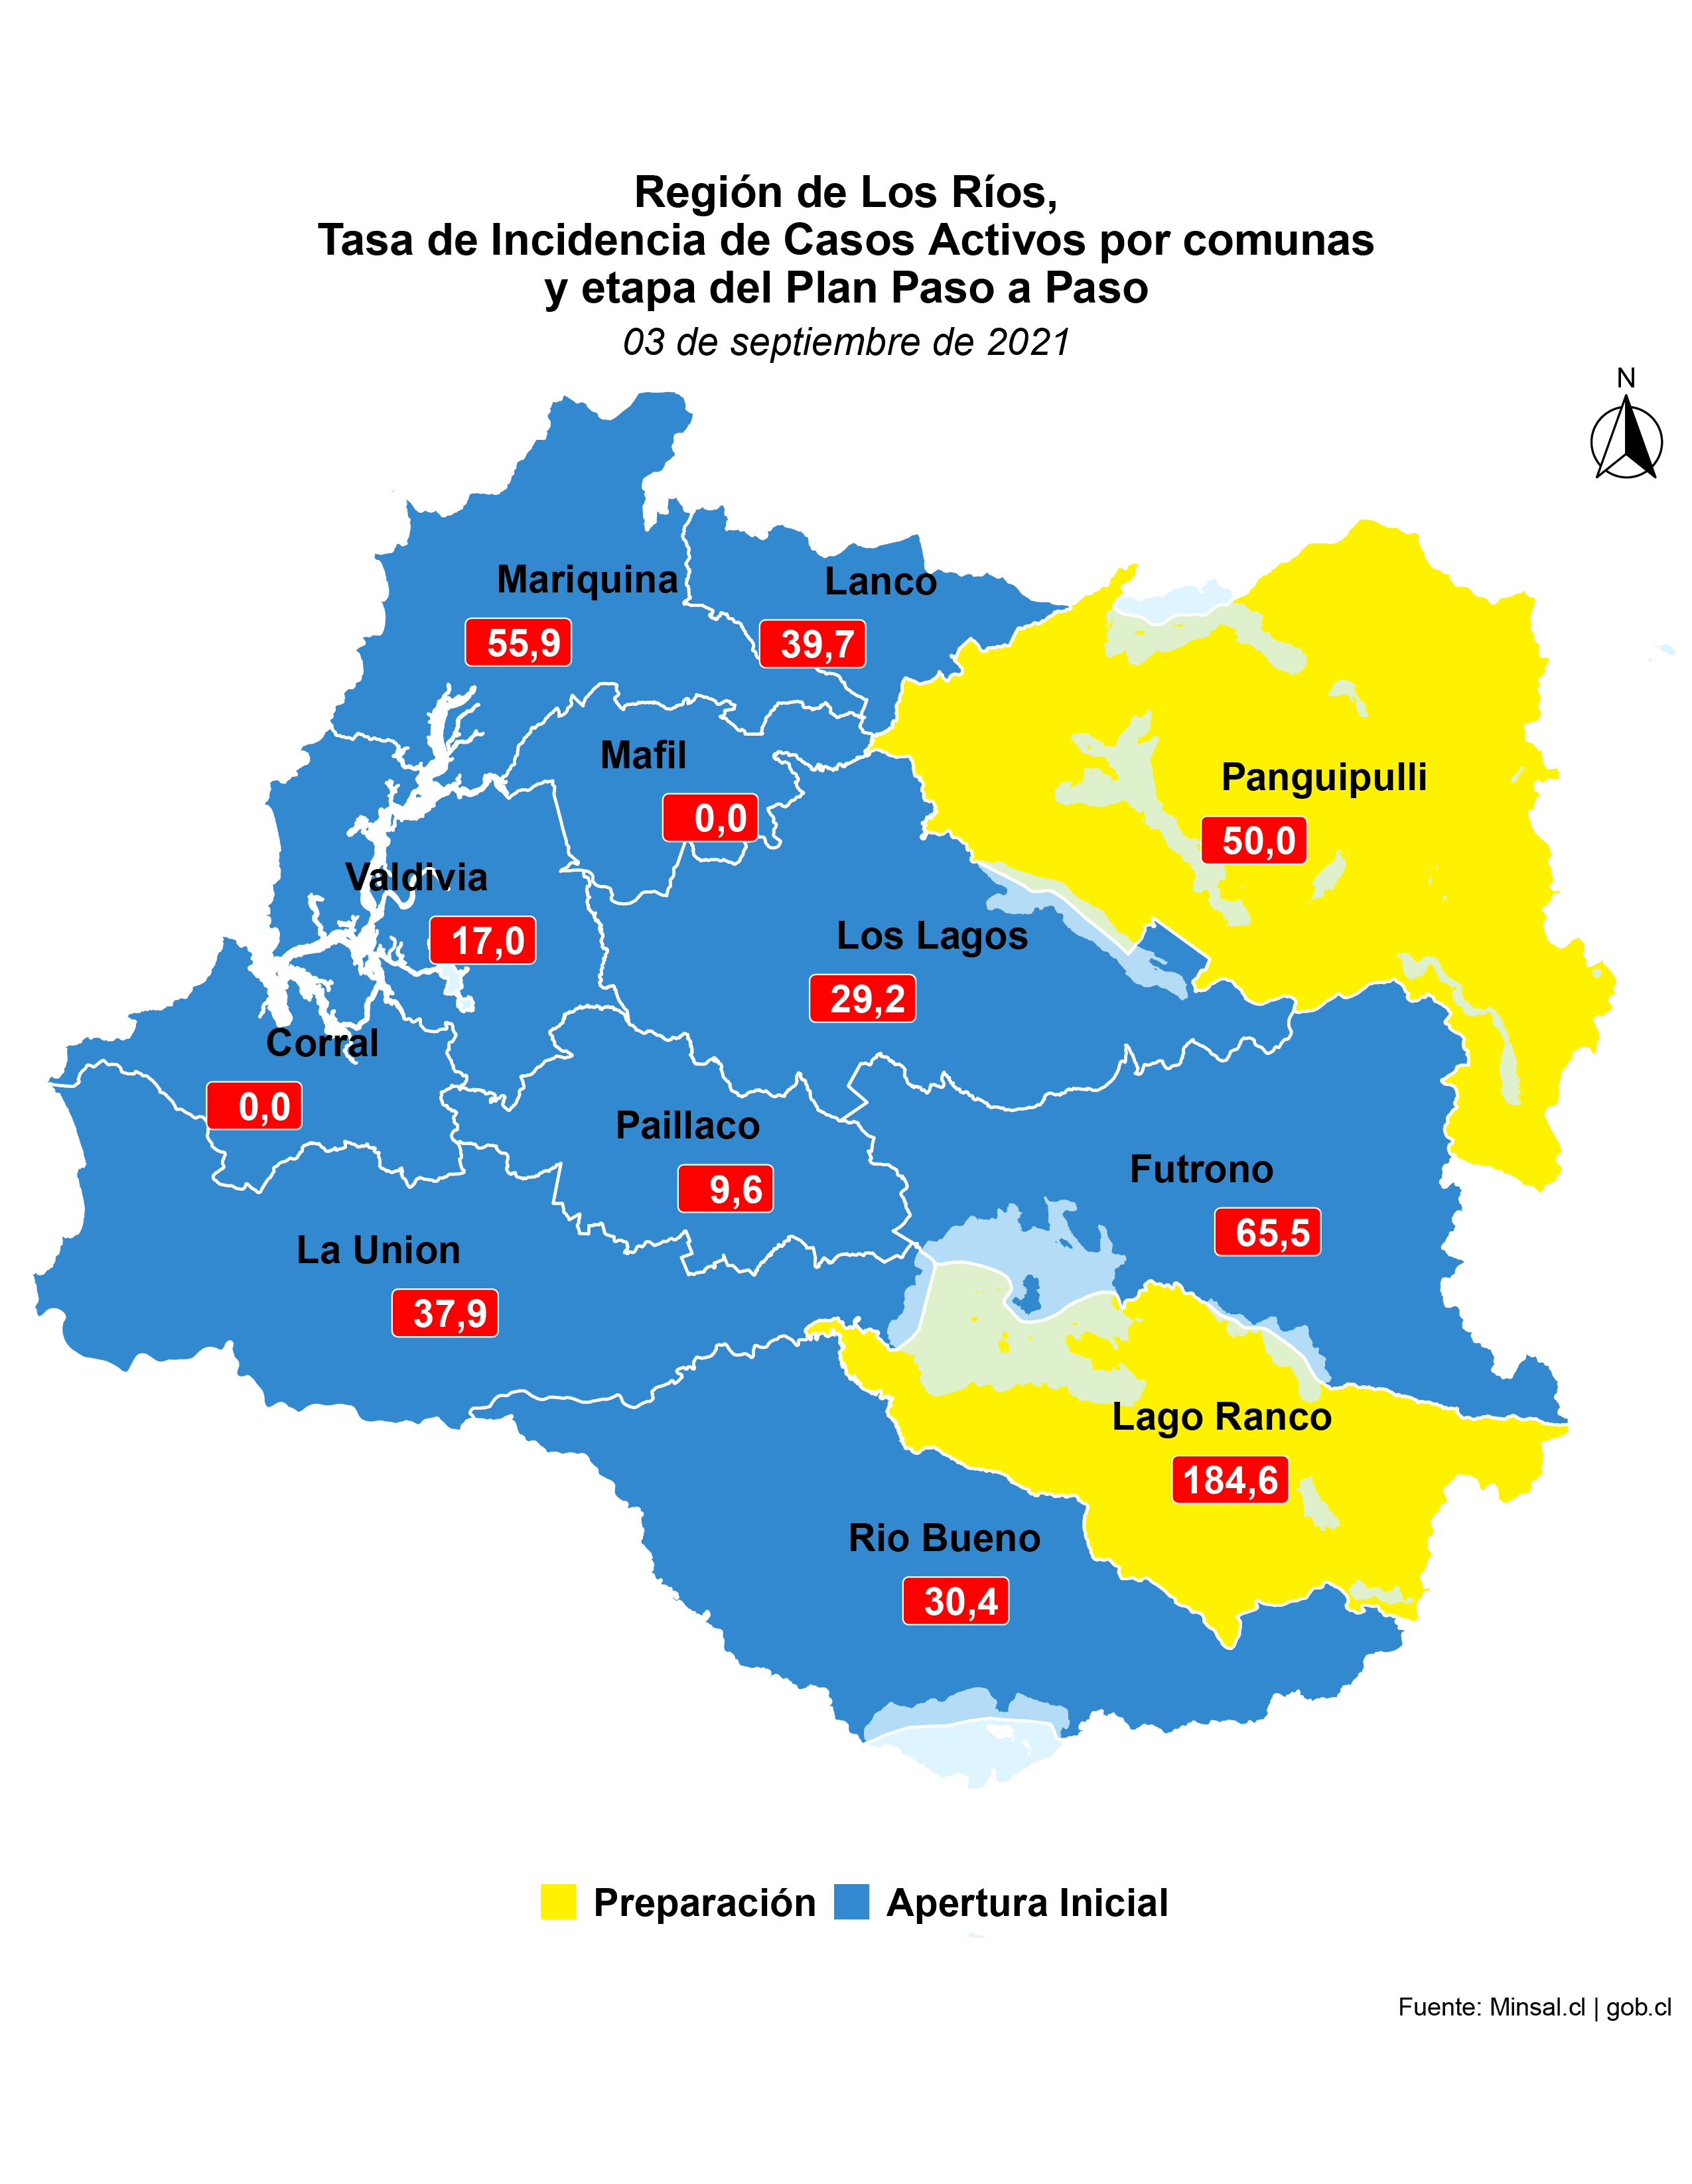 Región de Los Ríos,
Tasa de Incidencia de Casos Activos por comunas
y etapa del Plan Paso a Paso
03 de septiembre de 2021
N
Mariquina
55,9
Lanco
39,7
Mafil
0,0
Panguipulli
50,0
Valdivia
17,0
Los Lagos
29,2
Corral
0,0
Paillaco
9,6
Futrono
65,5
La Union
37,9
Lago Ranco
184,6
Rio Bueno
30,4
Preparación
Apertura Inicial
Fuente: Minsal.cl | gob.cl